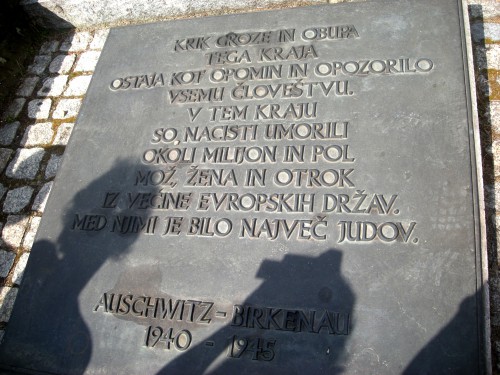 KRIK GROZE IN OBUPA
TEGA KRAJA
OSTAJA KOT OPOMIN IN OPOZORILO
VSEMU ČLOVEŠTVU.
V TEM KRAJU
SO, NACISTI UMORILI
OKOLI MILIJON IN POL
MOŽ, ŽENA IN OTROK
IZ VEČINE EVROPSKIH DRŽAV.
MED NJIMI JE BILO NAJVEČ JUDOV.
AUSCHWITZ - BIRKENAU
1940 - 1945